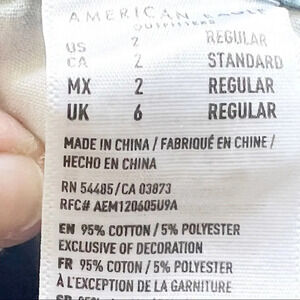 AMERICAN EAGLE
OUTFITTERS
US 2 REGULAR
CA 2 STANDARD
MX 2 REGULAR
UK 6 REGULAR
MADE IN CHINA / FABRIQUÉ EN CHINE /
HECHO EN CHINA
RN 54485/CA 03873
RFC# AEM120605U9A
EN 95% COTTON / 5% POLYESTER
EXCLUSIVE OF DECORATION
FR 95% COTTON / 5% POLYESTER
À L'EXCEPTION DE LA GARNITURE